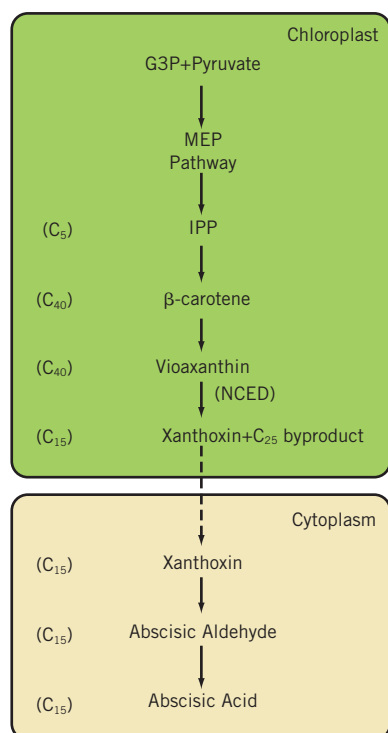 Chloroplast
G3P+Pyruvate
MEP
Pathway
(C₅) IPP
(C₄₀) β-carotene
(C₄₀) Vioaxanthin
(NCED)
(C₁₅) Xanthoxin+C₂₅ byproduct
Cytoplasm
(C₁₅) Xanthoxin
(C₁₅) Abscisic Aldehyde
(C₁₅) Abscisic Acid